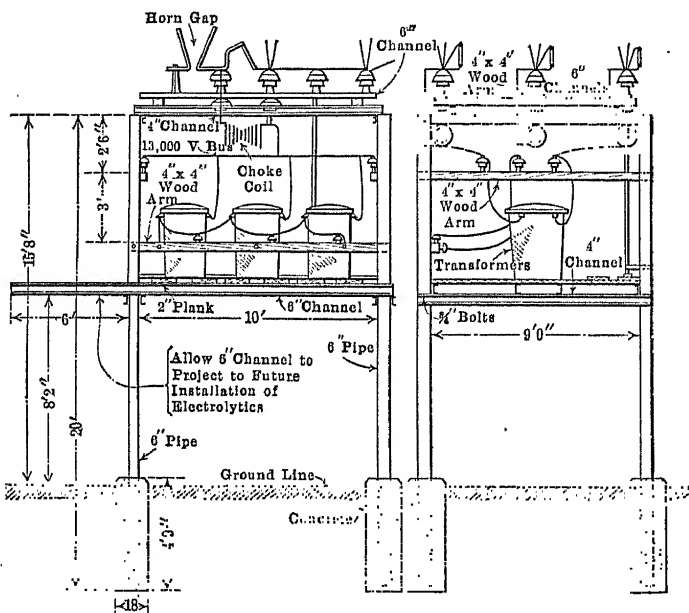 Horn Gap
6"
Channel
4" x 4"
Wood
Arm
6"
Channels
4" Channel
13,000 V. Bus
4" x 4"
Wood
Arm
Choke
Coil
4" x 4"
Wood
Arm
Transformers
4"
Channel
2'6"
3'
8'2"
20'
2" Plank
6" Channel
6'
10'
¾" Bolts
9'0"
Allow 6" Channel to
Project to Future
Installation of
Electrolytics
6" Pipe
6" Pipe
Ground Line
Concrete
18"